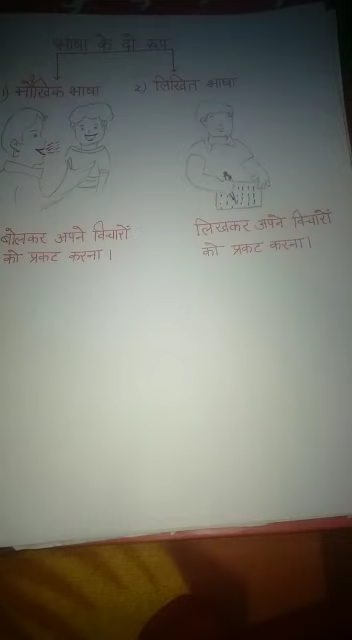 भाषा के दो रूप
1) मौखिक भाषा
2) लिखित भाषा
बोलकर अपने विचारों
को प्रकट करना।
लिखकर अपने विचारों
को प्रकट करना।